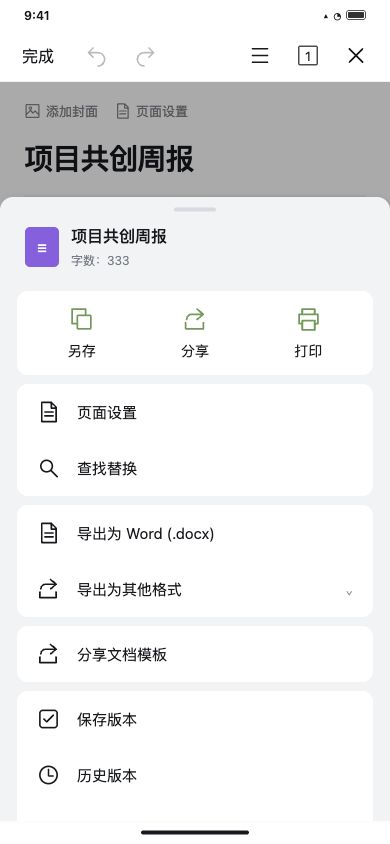 9:41
完成
1
添加封面 页面设置
项目共创周报
项目共创周报
字数：333
另存 分享 打印
页面设置
查找替换
导出为 Word (.docx)
导出为其他格式
分享文档模板
保存版本
历史版本